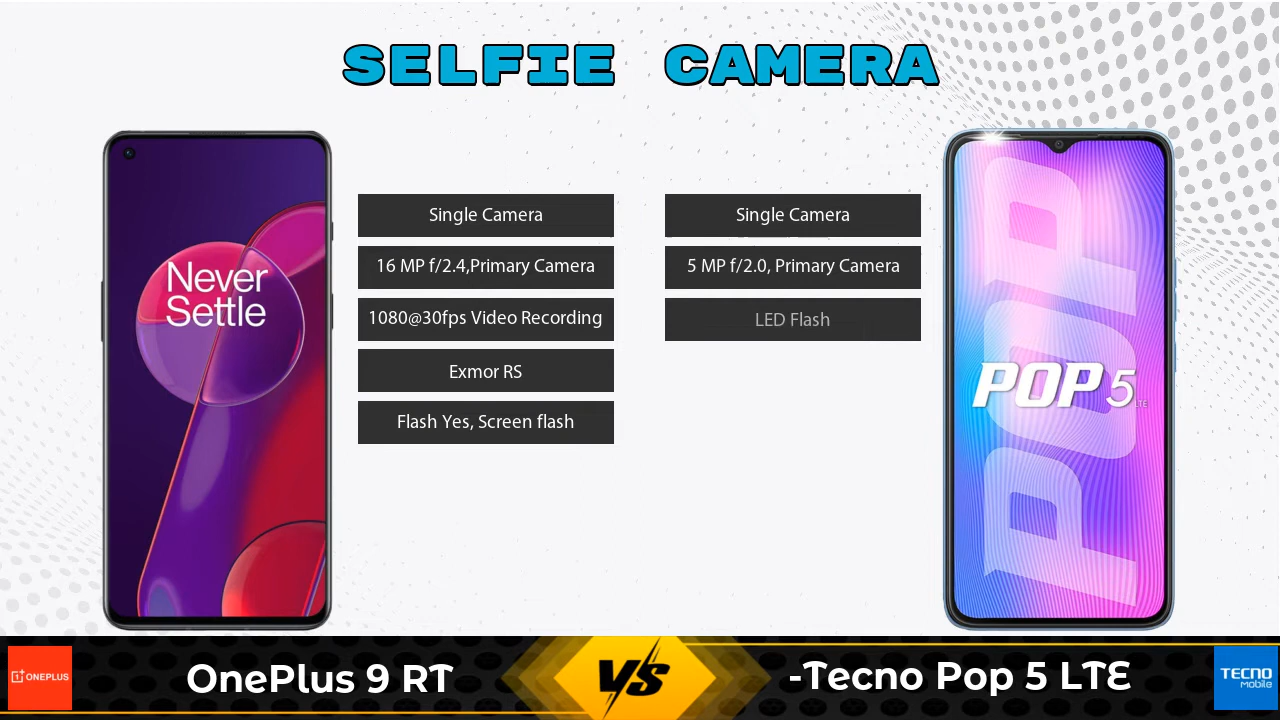 SELFIE CAMERA
Never
Settle
Single Camera
16 MP f/2.4,Primary Camera
1080@30fps Video Recording
Exmor RS
Flash Yes, Screen flash
Single Camera
5 MP f/2.0, Primary Camera
LED Flash
POP
POP 5
LTE
ONEPLUS
OnePlus 9 RT
VS
-Tecno Pop 5 LTE
TECNO
mobile